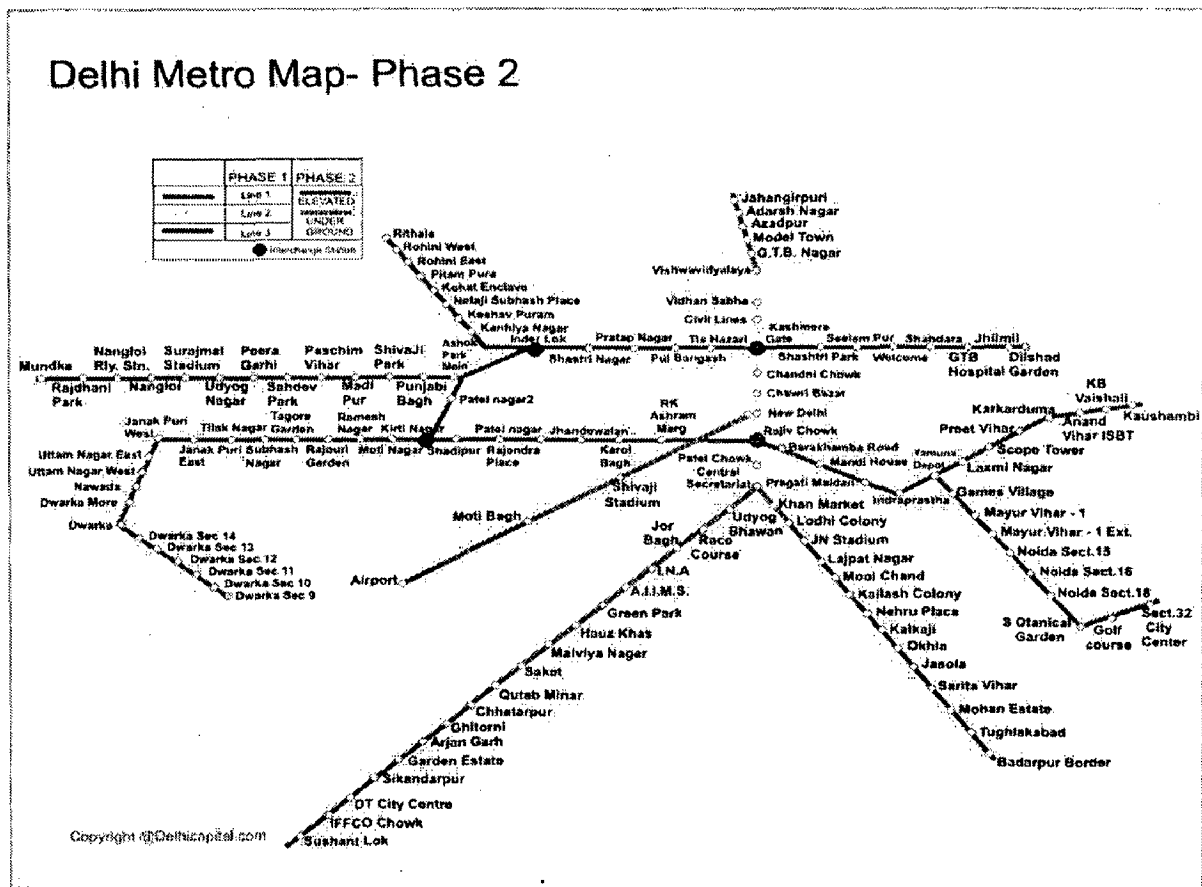 Delhi Metro Map- Phase 2
PHASE 1 PHASE 2
Line 1
ELEVATED
Line 2
UNDER
GROUND
Line 3
Interchange Station
Jahangirpuri
Adarsh Nagar
Azadpur
Model Town
G.T.B. Nagar
Vishwavidyalaya
Vidhan Sabha
Civil Lines
Kashmere
Gate
Chandni Chowk
Chawri Bazar
New Delhi
Rajiv Chowk
Patel Chowk
Central
Secretariat
Rithala
Rohini West
Rohini East
Pitam Pura
Kohat Enclave
Netaji Subhash Place
Keshav Puram
Kanhiya Nagar
Inder Lok
Shastri Nagar
Pratap Nagar
Pul Bangash
Tis Hazari
Shashtri Park
Seelam Pur
Welcome
Shahdara
GTB
Hospital
Jhilmil
Dilshad
Garden
Mundka
Rajdhani
Park
Nangloi
Rly. Stn.
Nangloi
Surajmal
Stadium
Udyog
Nagar
Peera
Garhi
Sahdev
Park
Paschim
Vihar
Madi
Pur
ShivaJi
Park
Punjabi
Bagh
Ashok
Park
Main
Patel nagar2
Janak Puri
West
Janak Puri
East
Tilak Nagar
Subhash
Nagar
Tagore
Garden
Rajouri
Garden
Ramesh
Nagar
Moti Nagar
Kirti Nagar
Shadipur
Patel nagar
Rajendra
Place
Jhandewalan
Karol
Bagh
RK
Ashram
Marg
Uttam Nagar East
Uttam Nagar West
Nawada
Dwarka More
Dwarka
Dwarka Sec 14
Dwarka Sec 13
Dwarka Sec 12
Dwarka Sec 11
Dwarka Sec 10
Dwarka Sec 9
Shivaji
Stadium
Moti Bagh
Airport
Barakhamba Road
Mandi House
Pragati Maidan
Indraprastha
Yamuna
Depot
Laxmi Nagar
Scope Tower
Preet Vihar
Karkarduma
Anand
Vihar ISBT
KB
Vaishali
Kaushambi
Games Village
Mayur Vihar - 1
Mayur Vihar - 1 Ext.
Noida Sect.15
Noida Sect.16
Noida Sect.18
S Otanical
Garden
Golf
course
Sect.32
City
Center
Khan Market
Lodhi Colony
JN Stadium
Lajpat Nagar
Mool Chand
Kailash Colony
Nehru Place
Kalkaji
Okhla
Jasola
Sarita Vihar
Mohan Estate
Tughlakabad
Badarpur Border
Udyog
Bhawan
Race
Course
Jor
Bagh
I.N.A
A.I.I.M.S.
Green Park
Hauz Khas
Malviya Nagar
Saket
Qutab Minar
Chhatarpur
Ghitorni
Arjan Garh
Garden Estate
Sikandarpur
DT City Centre
IFFCO Chowk
Sushant Lok
Copyright @Delhicapital.com